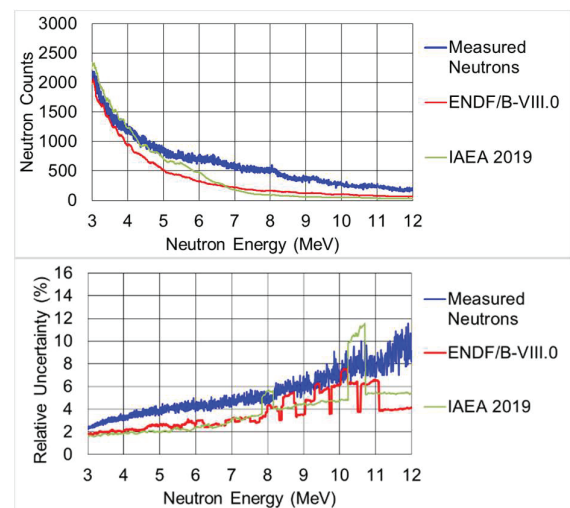 3000
2500
2000
1500
1000
500
0
Neutron Counts
3 4 5 6 7 8 9 10 11 12
Neutron Energy (MeV)
Measured
Neutrons
ENDF/B-VIII.0
IAEA 2019
16
14
12
10
8
6
4
2
0
Relative Uncertainty (%)
3 4 5 6 7 8 9 10 11 12
Neutron Energy (MeV)
Measured
Neutrons
ENDF/B-VIII.0
IAEA 2019